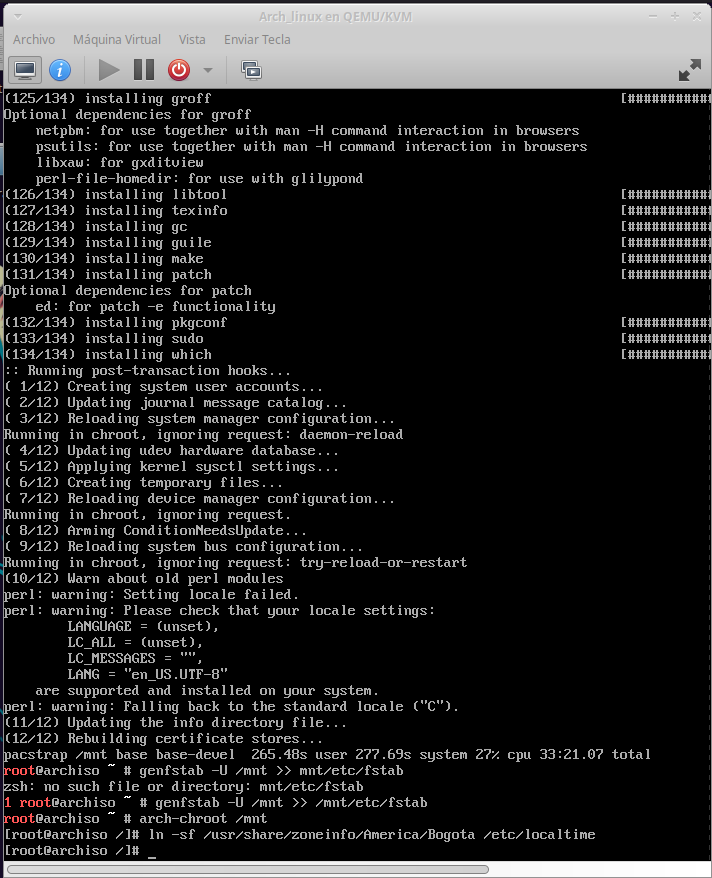 Arch_linux en QEMU/KVM
Archivo Máquina Virtual Vista Enviar Tecla
(125/134) installing groff [###########
Optional dependencies for groff
    netpbm: for use together with man -H command interaction in browsers
    psutils: for use together with man -H command interaction in browsers
    libxaw: for gxditview
    perl-file-homedir: for use with glilypond
(126/134) installing libtool [###########
(127/134) installing texinfo [###########
(128/134) installing gc [###########
(129/134) installing guile [###########
(130/134) installing make [###########
(131/134) installing patch [###########
Optional dependencies for patch
    ed: for patch -e functionality
(132/134) installing pkgconf [###########
(133/134) installing sudo [###########
(134/134) installing which [###########
:: Running post-transaction hooks...
( 1/12) Creating system user accounts...
( 2/12) Updating journal message catalog...
( 3/12) Reloading system manager configuration...
Running in chroot, ignoring request: daemon-reload
( 4/12) Updating udev hardware database...
( 5/12) Applying kernel sysctl settings...
( 6/12) Creating temporary files...
( 7/12) Reloading device manager configuration...
Running in chroot, ignoring request.
( 8/12) Arming ConditionNeedsUpdate...
( 9/12) Reloading system bus configuration...
Running in chroot, ignoring request: try-reload-or-restart
(10/12) Warn about old perl modules
perl: warning: Setting locale failed.
perl: warning: Please check that your locale settings:
        LANGUAGE = (unset),
        LC_ALL = (unset),
        LC_MESSAGES = "",
        LANG = "en_US.UTF-8"
    are supported and installed on your system.
perl: warning: Falling back to the standard locale ("C").
(11/12) Updating the info directory file...
(12/12) Rebuilding certificate stores...
pacstrap /mnt base base-devel  265.48s user 277.69s system 27% cpu 33:21.07 total
root@archiso ~ # genfstab -U /mnt >> mnt/etc/fstab
zsh: no such file or directory: mnt/etc/fstab
1 root@archiso ~ # genfstab -U /mnt >> /mnt/etc/fstab
root@archiso ~ # arch-chroot /mnt
[root@archiso /]# ln -sf /usr/share/zoneinfo/America/Bogota /etc/localtime
[root@archiso /]# _